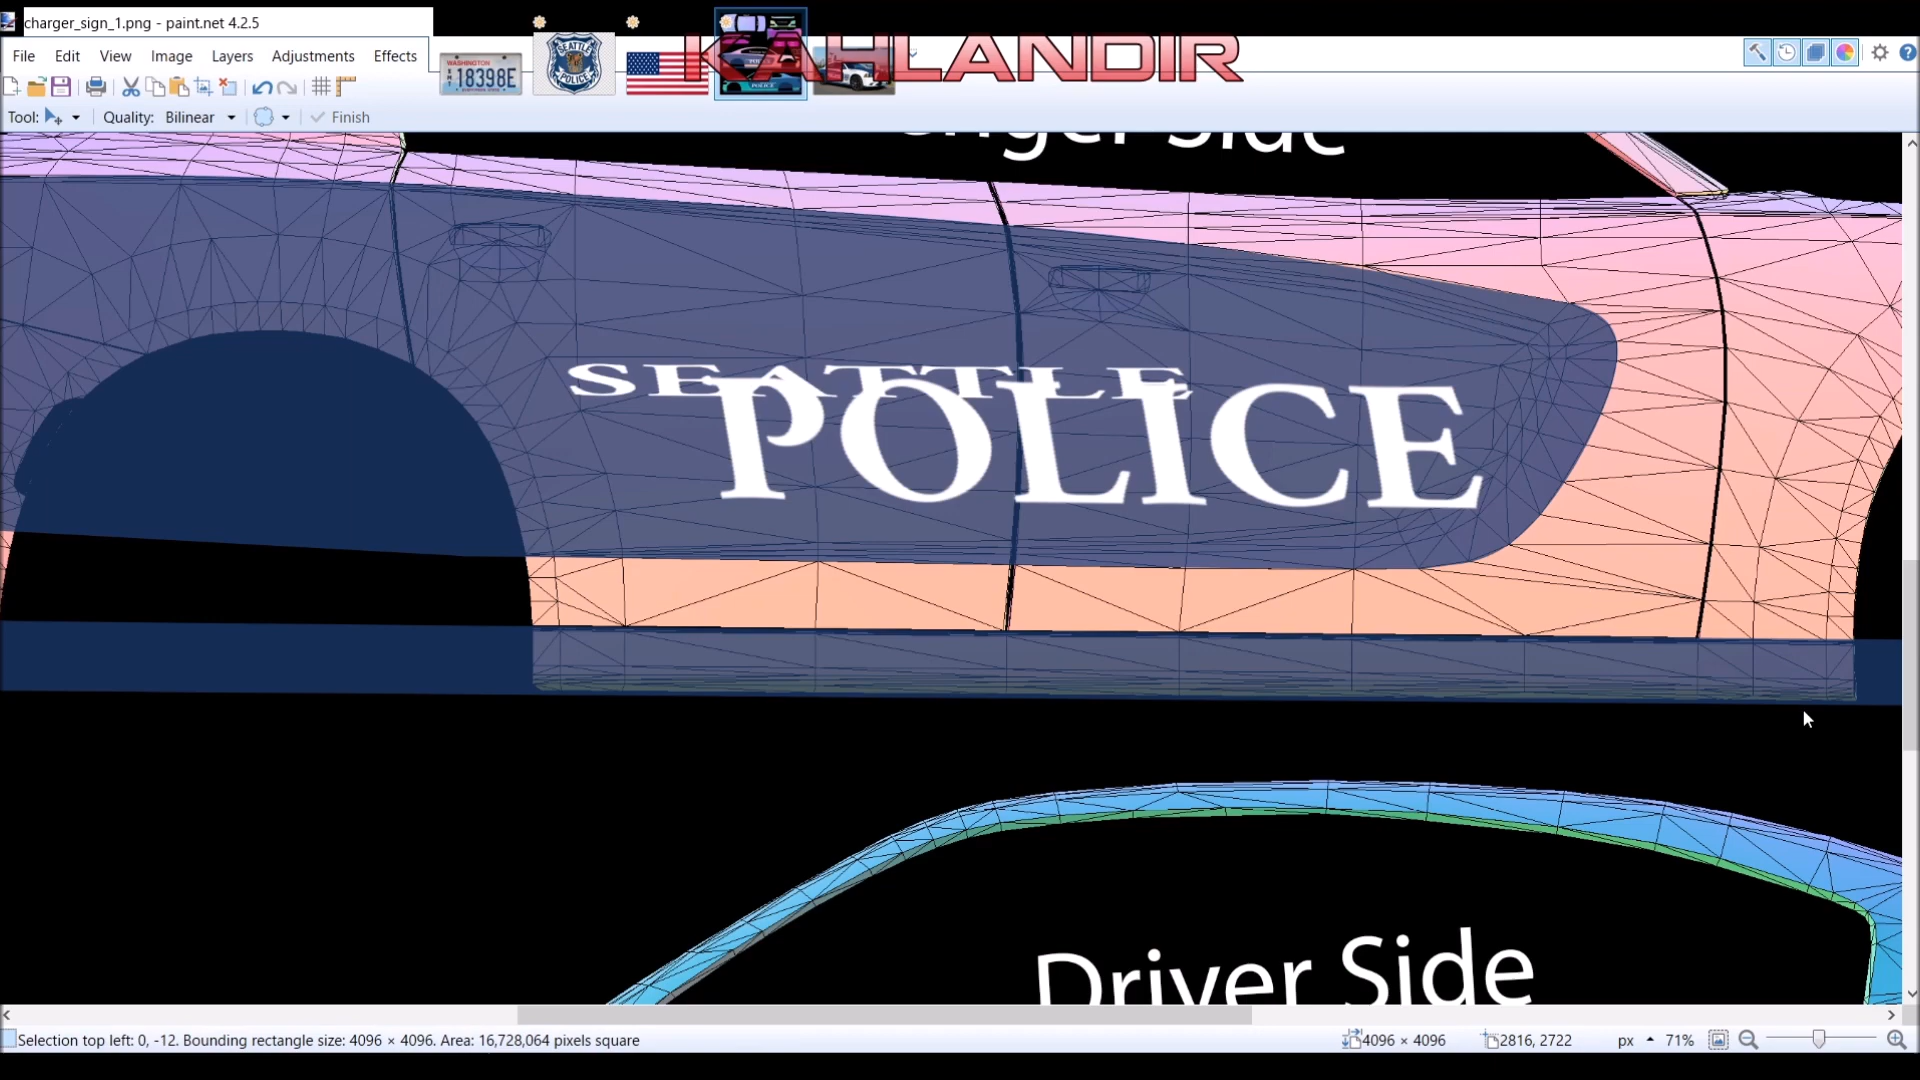 charger_sign_1.png - paint.net 4.2.5
File Edit View Image Layers Adjustments Effects
WASHINGTON
18398E
SEATTLE
POLICE
KAHLANDIR
Tool: Quality: Bilinear Finish
nger Side
SEATTLE
POLICE
Driver Side
Selection top left: 0, -12. Bounding rectangle size: 4096 × 4096. Area: 16,728,064 pixels square
4096 × 4096
2816, 2722
px
71%